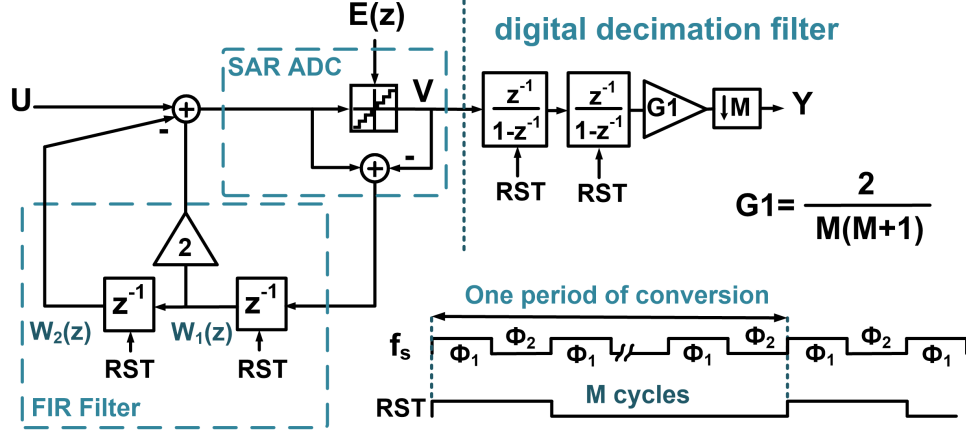 E(z)
digital decimation filter
SAR ADC
U
+
-
V
z⁻¹
1-z⁻¹
z⁻¹
1-z⁻¹
G1
↓M
Y
+
-
RST
RST
G1= 2
M(M+1)
2
z⁻¹
z⁻¹
W₂(z)
W₁(z)
RST
RST
FIR Filter
One period of conversion
fₛ
Φ₁
Φ₂
Φ₁
Φ₁
Φ₂
Φ₁
Φ₂
Φ₁
M cycles
RST